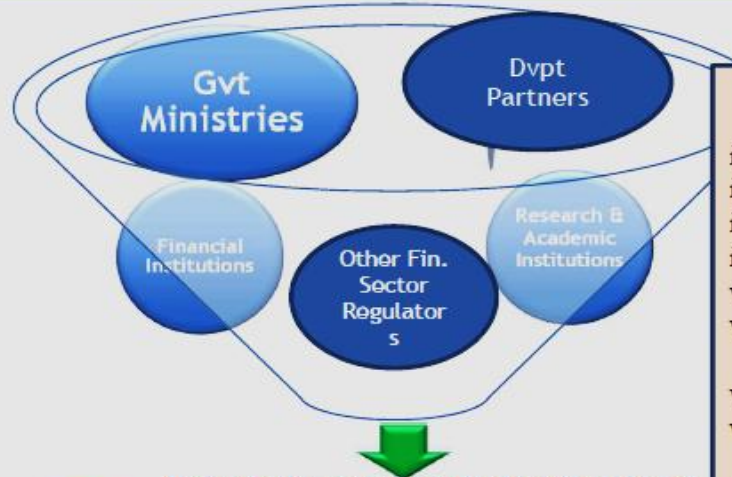 Gvt
Ministries
Dvpt
Partners
Financial
Institutions
Other Fin.
Sector
Regulator
s
Research &
Academic
Institutions